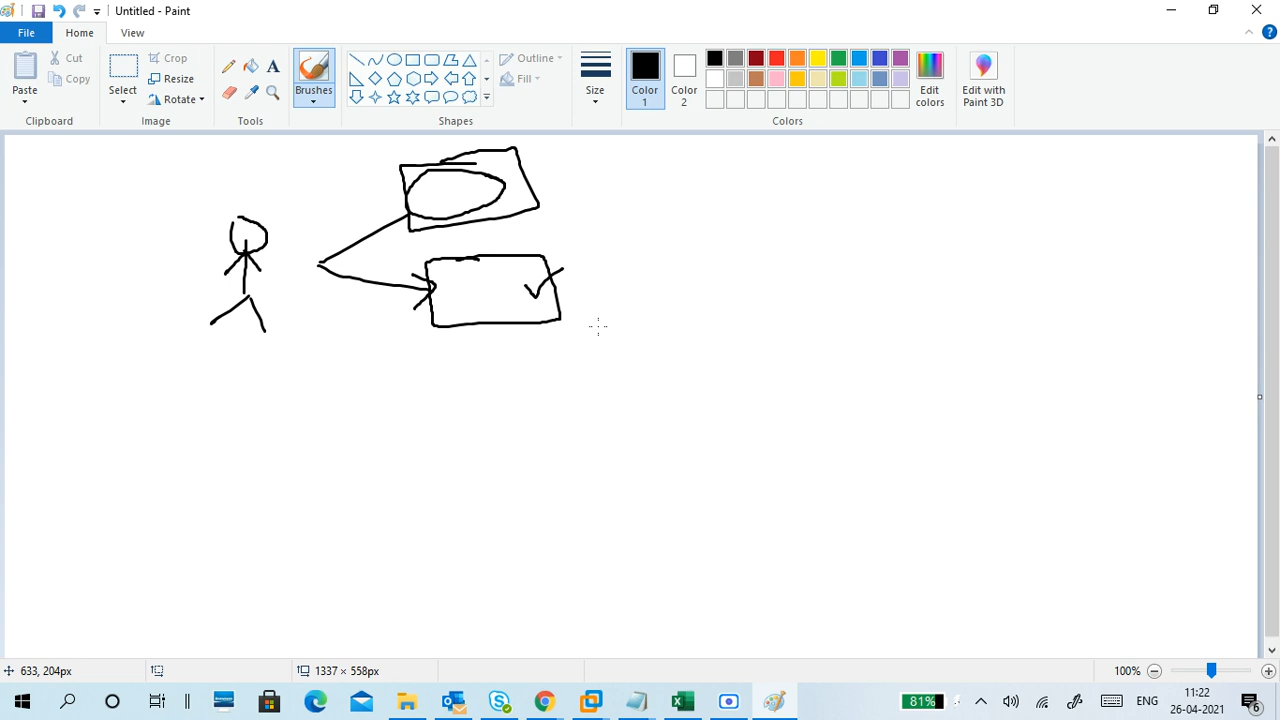 Untitled - Paint
File Home View
Paste
Clipboard
Cut
Copy
Select
Crop
Resize
Rotate
Image
Tools
Brushes
Shapes
Outline
Fill
Size
Color
1
Color
2
Colors
Edit
colors
Edit with
Paint 3D
633, 204px
1337 × 558px
100%
81%
ENG
11:22
26-04-2021
6